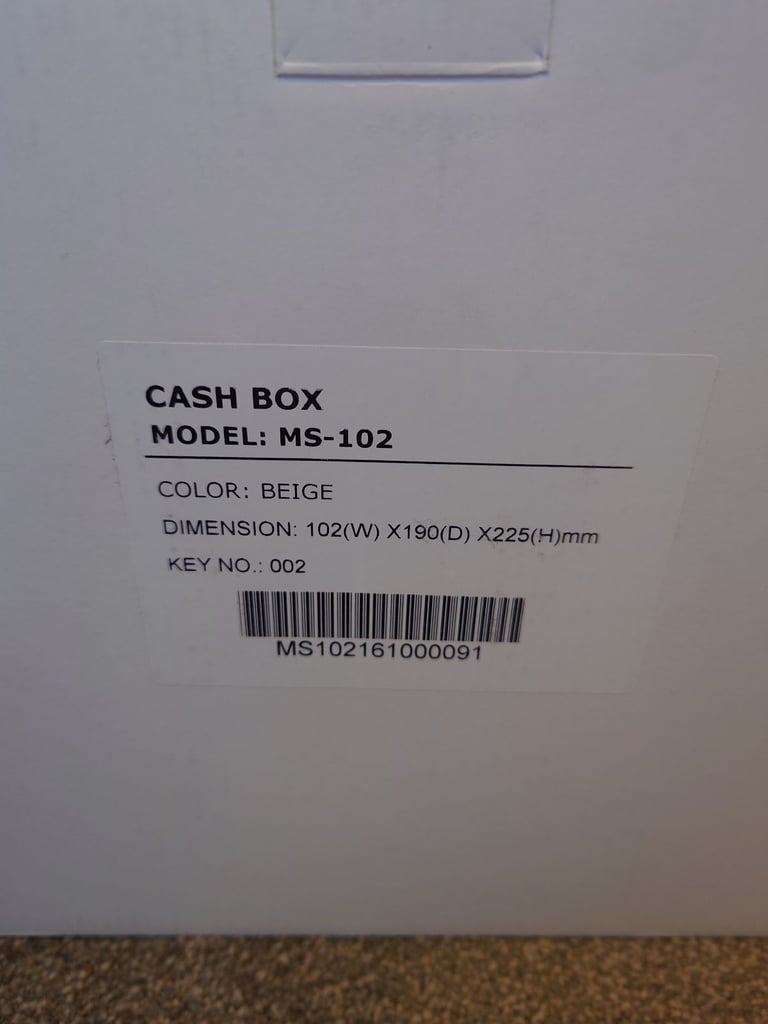 CASH BOX
MODEL: MS-102
COLOR: BEIGE
DIMENSION: 102(W) X190(D) X225(H)mm
KEY NO.: 002
MS102161000091